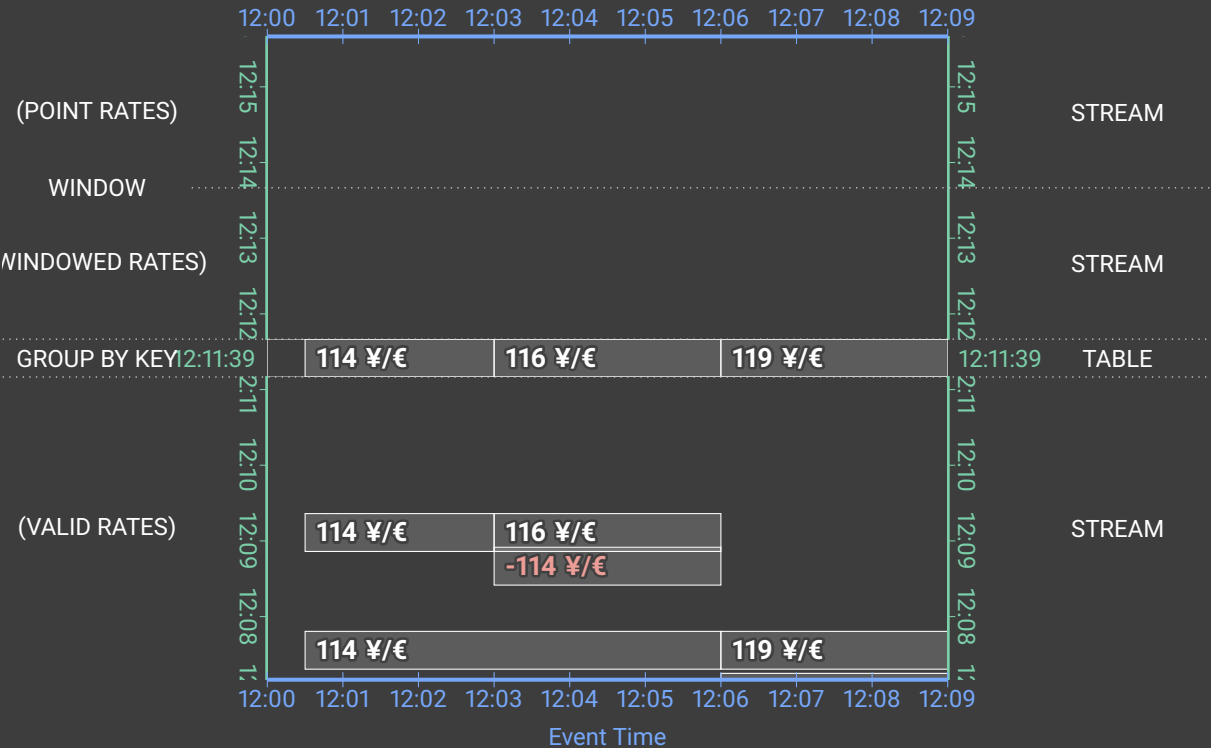 12:00 12:01 12:02 12:03 12:04 12:05 12:06 12:07 12:08 12:09
12:15 12:15
(POINT RATES) STREAM
12:14 12:14
WINDOW
12:13 12:13
WINDOWED RATES) STREAM
12:12 12:12
GROUP BY KEY 12:11:39 114 ¥/€ 116 ¥/€ 119 ¥/€ 12:11:39 TABLE
2:11 2:11
12:10 12:10
(VALID RATES) 114 ¥/€ 116 ¥/€ STREAM
12:09 12:09
-114 ¥/€
12:08 12:08
114 ¥/€ 119 ¥/€
12:00 12:01 12:02 12:03 12:04 12:05 12:06 12:07 12:08 12:09
Event Time